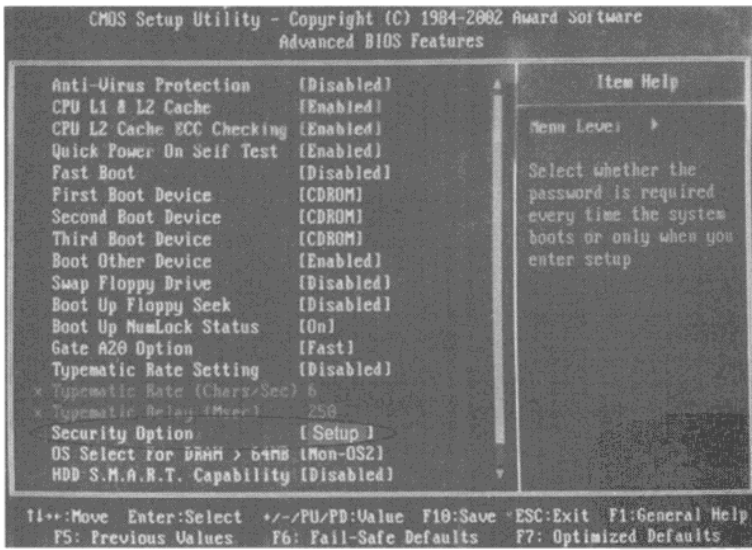 CMOS Setup Utility - Copyright (C) 1984-2002 Award Software
Advanced BIOS Features
Anti-Virus Protection [Disabled]
CPU L1 & L2 Cache [Enabled]
CPU L2 Cache ECC Checking [Enabled]
Quick Power On Self Test [Enabled]
Fast Boot [Disabled]
First Boot Device [CDROM]
Second Boot Device [CDROM]
Third Boot Device [CDROM]
Boot Other Device [Enabled]
Swap Floppy Drive [Disabled]
Boot Up Floppy Seek [Disabled]
Boot Up NumLock Status [On]
Gate A20 Option [Fast]
Typematic Rate Setting [Disabled]
x Typematic Rate (Chars/Sec) 6
x Typematic Delay (Msec) 250
Security Option [ Setup ]
OS Select For DRAM > 64MB [Non-OS2]
HDD S.M.A.R.T. Capability [Disabled]
Item Help
Menu Level
Select whether the
password is required
every time the system
boots or only when you
enter setup
↑↓→←:Move Enter:Select +/-/PU/PD:Value F10:Save ESC:Exit F1:General Help
F5: Previous Values F6: Fail-Safe Defaults F7: Optimized Defaults